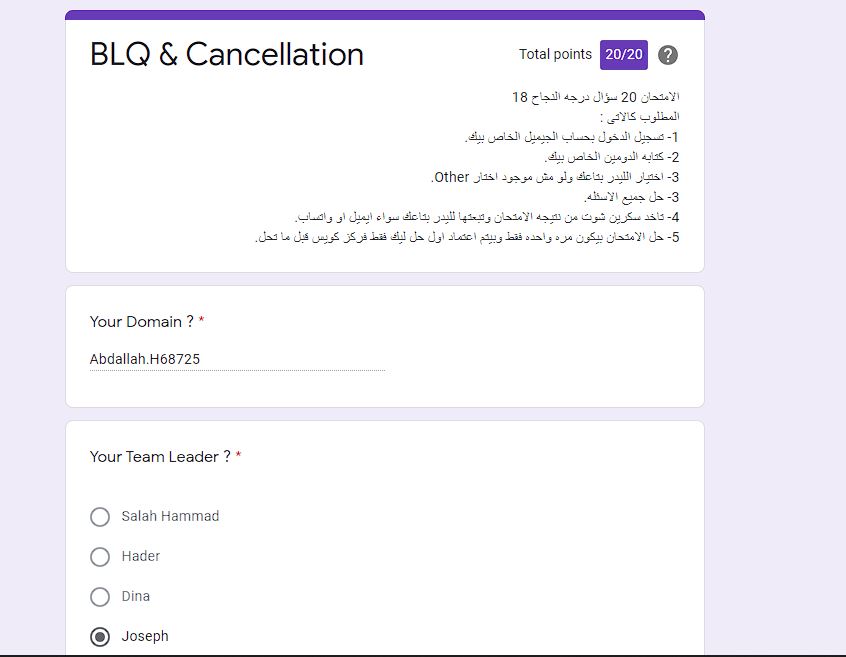 BLQ & Cancellation
Total points 20/20
الامتحان 20 سؤال درجه النجاح 18
المطلوب كالاتى :
1- تسجيل الدخول بحساب الجيميل الخاص بيك.
2- كتابه الدومين الخاص بيك.
3- اختيار الليدر بتاعك ولو مش موجود اختار Other.
3- حل جميع الاسئله.
4- تاخد سكرين شوت من نتيجه الامتحان وتبعتها لليدر بتاعك سواء ايميل او واتساب.
5- حل الامتحان بيكون مره واحده فقط وبيتم اعتماد اول حل ليك فقط فركز كويس قبل ما تحل.
Your Domain ? *
Abdallah.H68725
Your Team Leader ? *
Salah Hammad
Hader
Dina
Joseph